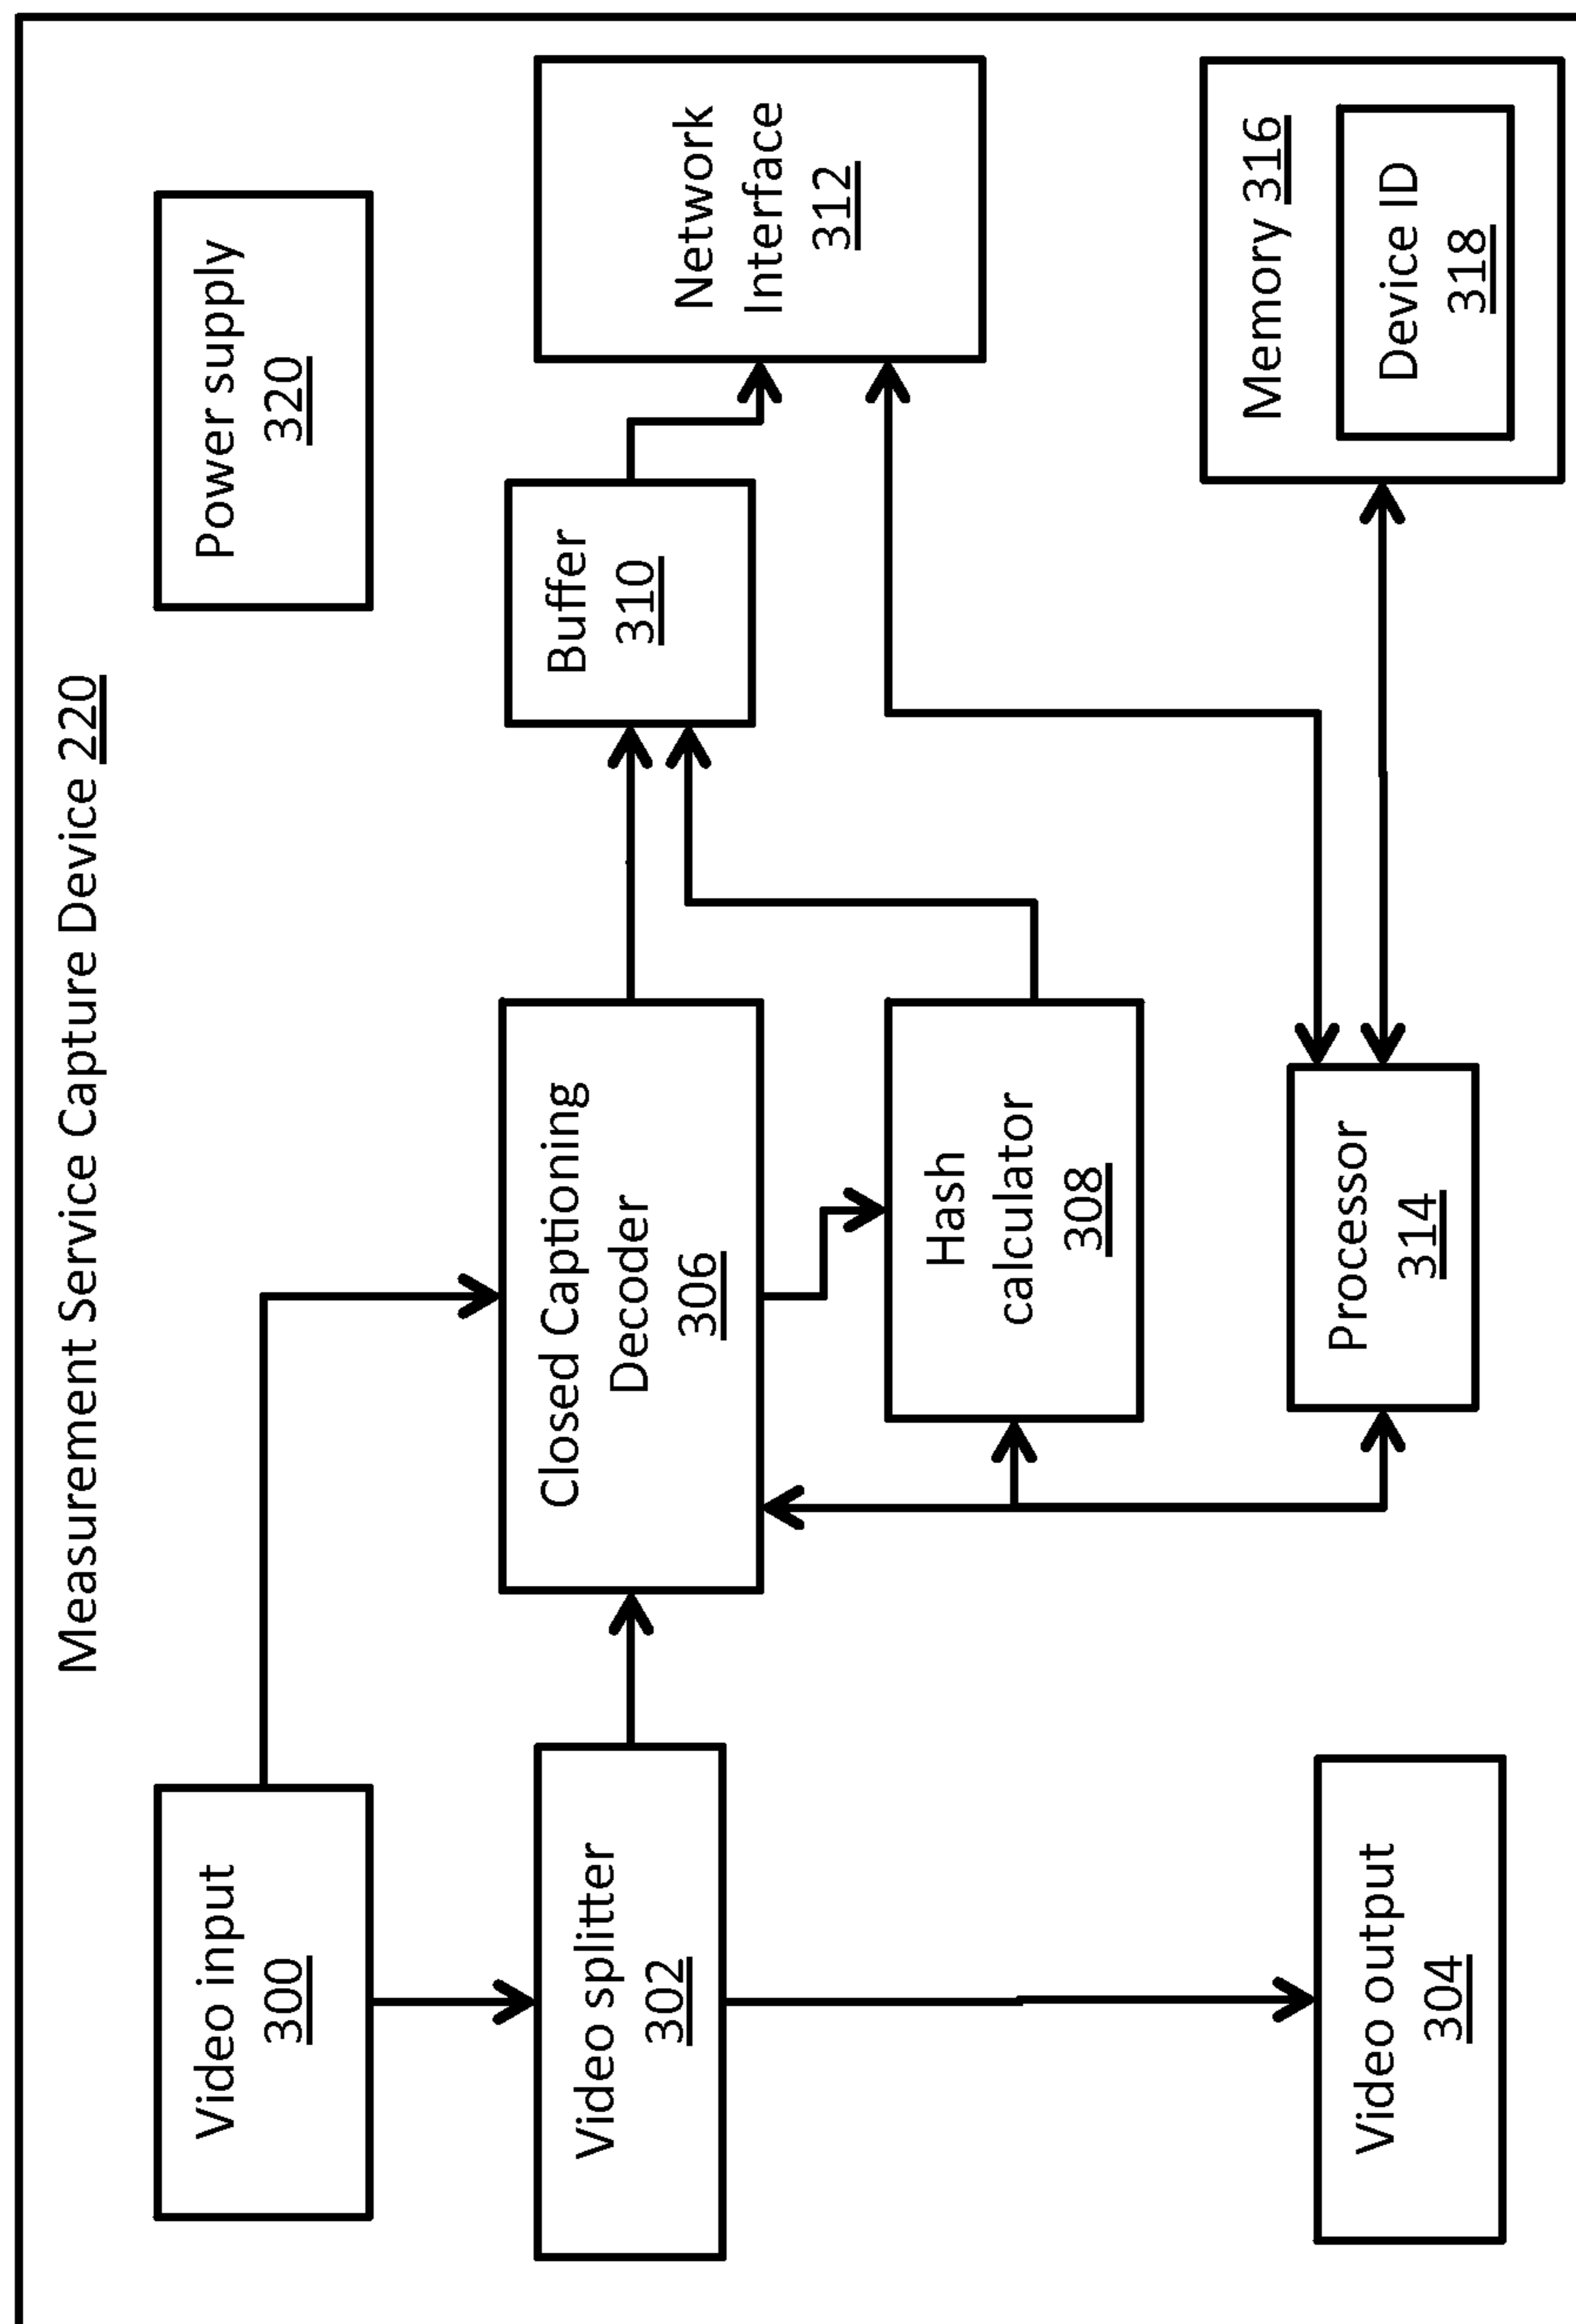 Measurement Service Capture Device 220
Video input
300
Power supply
320
Video splitter
302
Closed Captioning
Decoder
306
Buffer
310
Network
Interface
312
Hash
calculator
308
Video output
304
Processor
314
Memory 316
Device ID
318